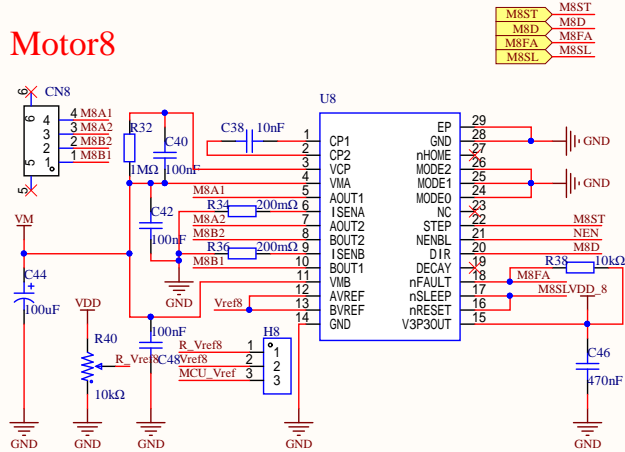 Motor8
M8ST M8ST
M8D M8D
M8FA M8FA
M8SL M8SL
CN8
6
6
5
5
4 4 M8A1
3 3 M8A2
2 2 M8B2
1 1 M8B1
R32
1MΩ
C40
100nF
C38 10nF
C42
100nF
M8A1
R34 200mΩ
M8A2
M8B2
R36 200mΩ
M8B1
GND
U8
1 CP1
2 CP2
3 VCP
4 VMA
5 AOUT1
6 ISENA
7 AOUT2
8 BOUT2
9 ISENB
10 BOUT1
11 VMB
12 AVREF
13 BVREF
14 GND
EP 29
GND 28
nHOME 27
MODE2 26
MODE1 25
MODE0 24
NC 23
STEP 22
NENBL 21
DIR 20
DECAY 19
nFAULT 18
nSLEEP 17
nRESET 16
V3P3OUT 15
GND
GND
M8ST
NEN
M8D
R38 10kΩ
M8FA
M8SL
VDD_8
C46
470nF
GND
VM
C44
+
100uF
GND
VDD
R40
R_Vref8
10kΩ
GND
100nF
C48
GND
Vref8
H8
R_Vref8 1 1
Vref8 2 2
MCU_Vref 3 3
GND